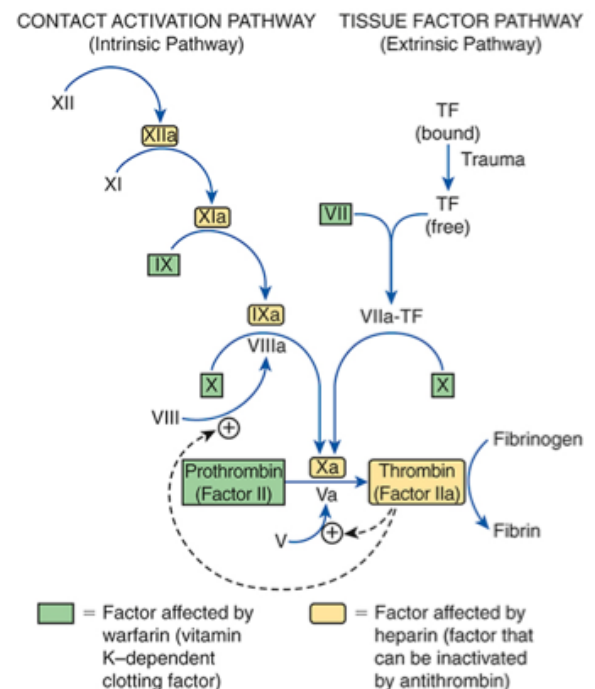 CONTACT ACTIVATION PATHWAY
(Intrinsic Pathway)
TISSUE FACTOR PATHWAY
(Extrinsic Pathway)
XII
XIIa
XI
XIa
IX
IXa
VIIIa
X
VIII
+
TF
(bound)
Trauma
TF
(free)
VII
VIIa-TF
X
Prothrombin
(Factor II)
Xa
Va
V
+
Thrombin
(Factor IIa)
Fibrinogen
Fibrin
= Factor affected by
warfarin (vitamin
K–dependent
clotting factor)
= Factor affected by
heparin (factor that
can be inactivated
by antithrombin)